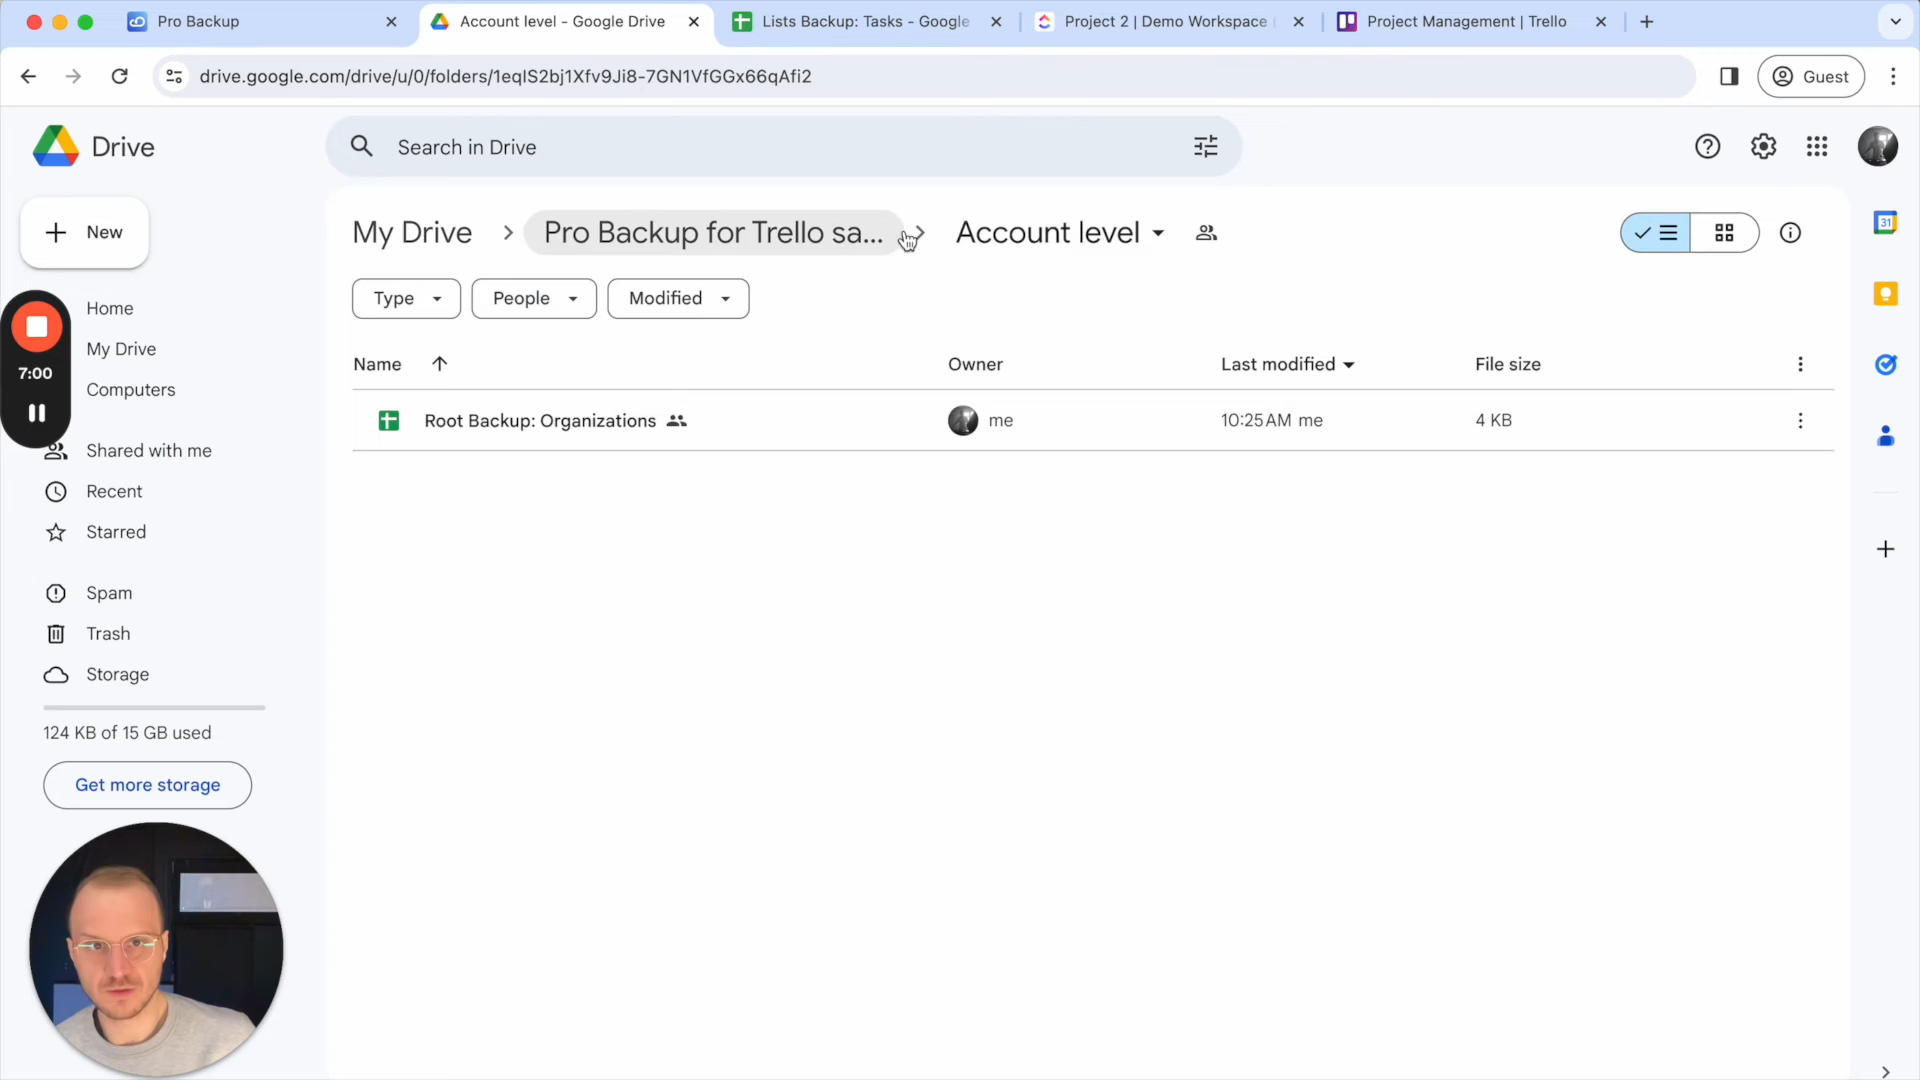 Pro Backup
Account level - Google Drive
Lists Backup: Tasks - Google
Project 2 | Demo Workspace
Project Management | Trello
drive.google.com/drive/u/0/folders/1eqIS2bj1Xfv9Ji8-7GN1VfGGx66qAfi2
Guest
Drive
Search in Drive
New
My Drive
Pro Backup for Trello sa...
Account level
Type
People
Modified
Home
My Drive
Computers
Shared with me
Recent
Starred
Spam
Trash
Storage
124 KB of 15 GB used
Get more storage
7:00
Name
Owner
Last modified
File size
Root Backup: Organizations
me
10:25 AM me
4 KB
31